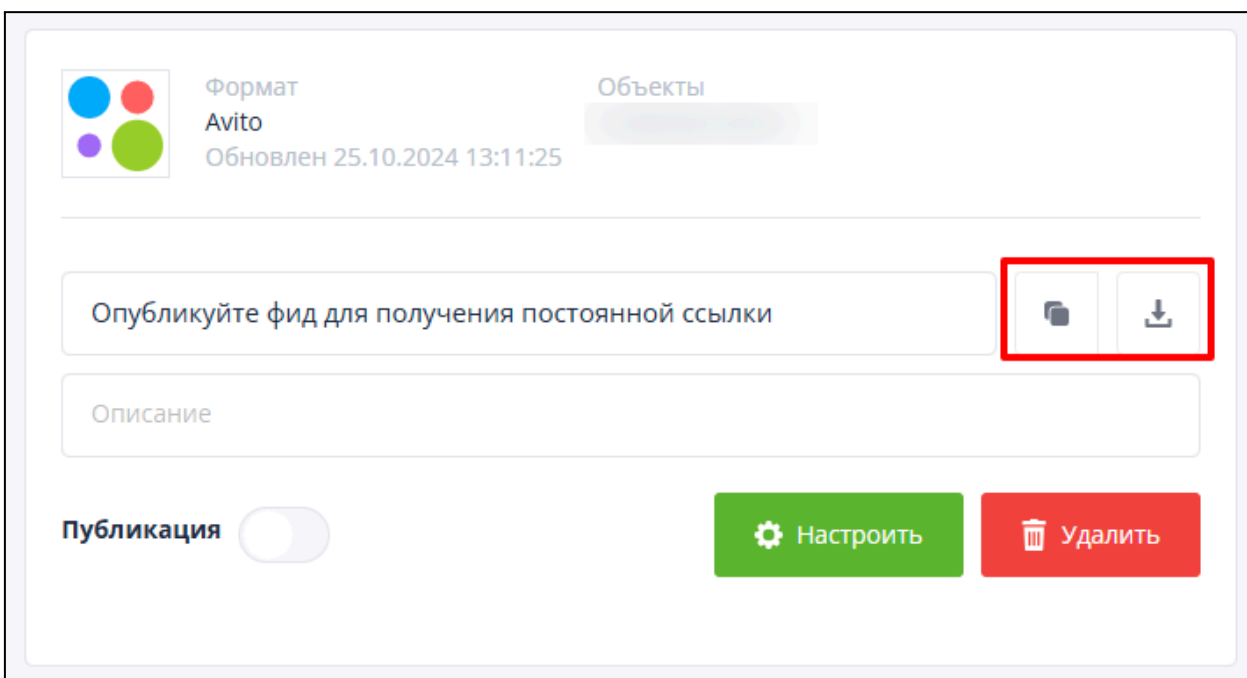 Формат
Объекты
Avito
Обновлен 25.10.2024 13:11:25
Опубликуйте фид для получения постоянной ссылки
Описание
Публикация
Настроить
Удалить